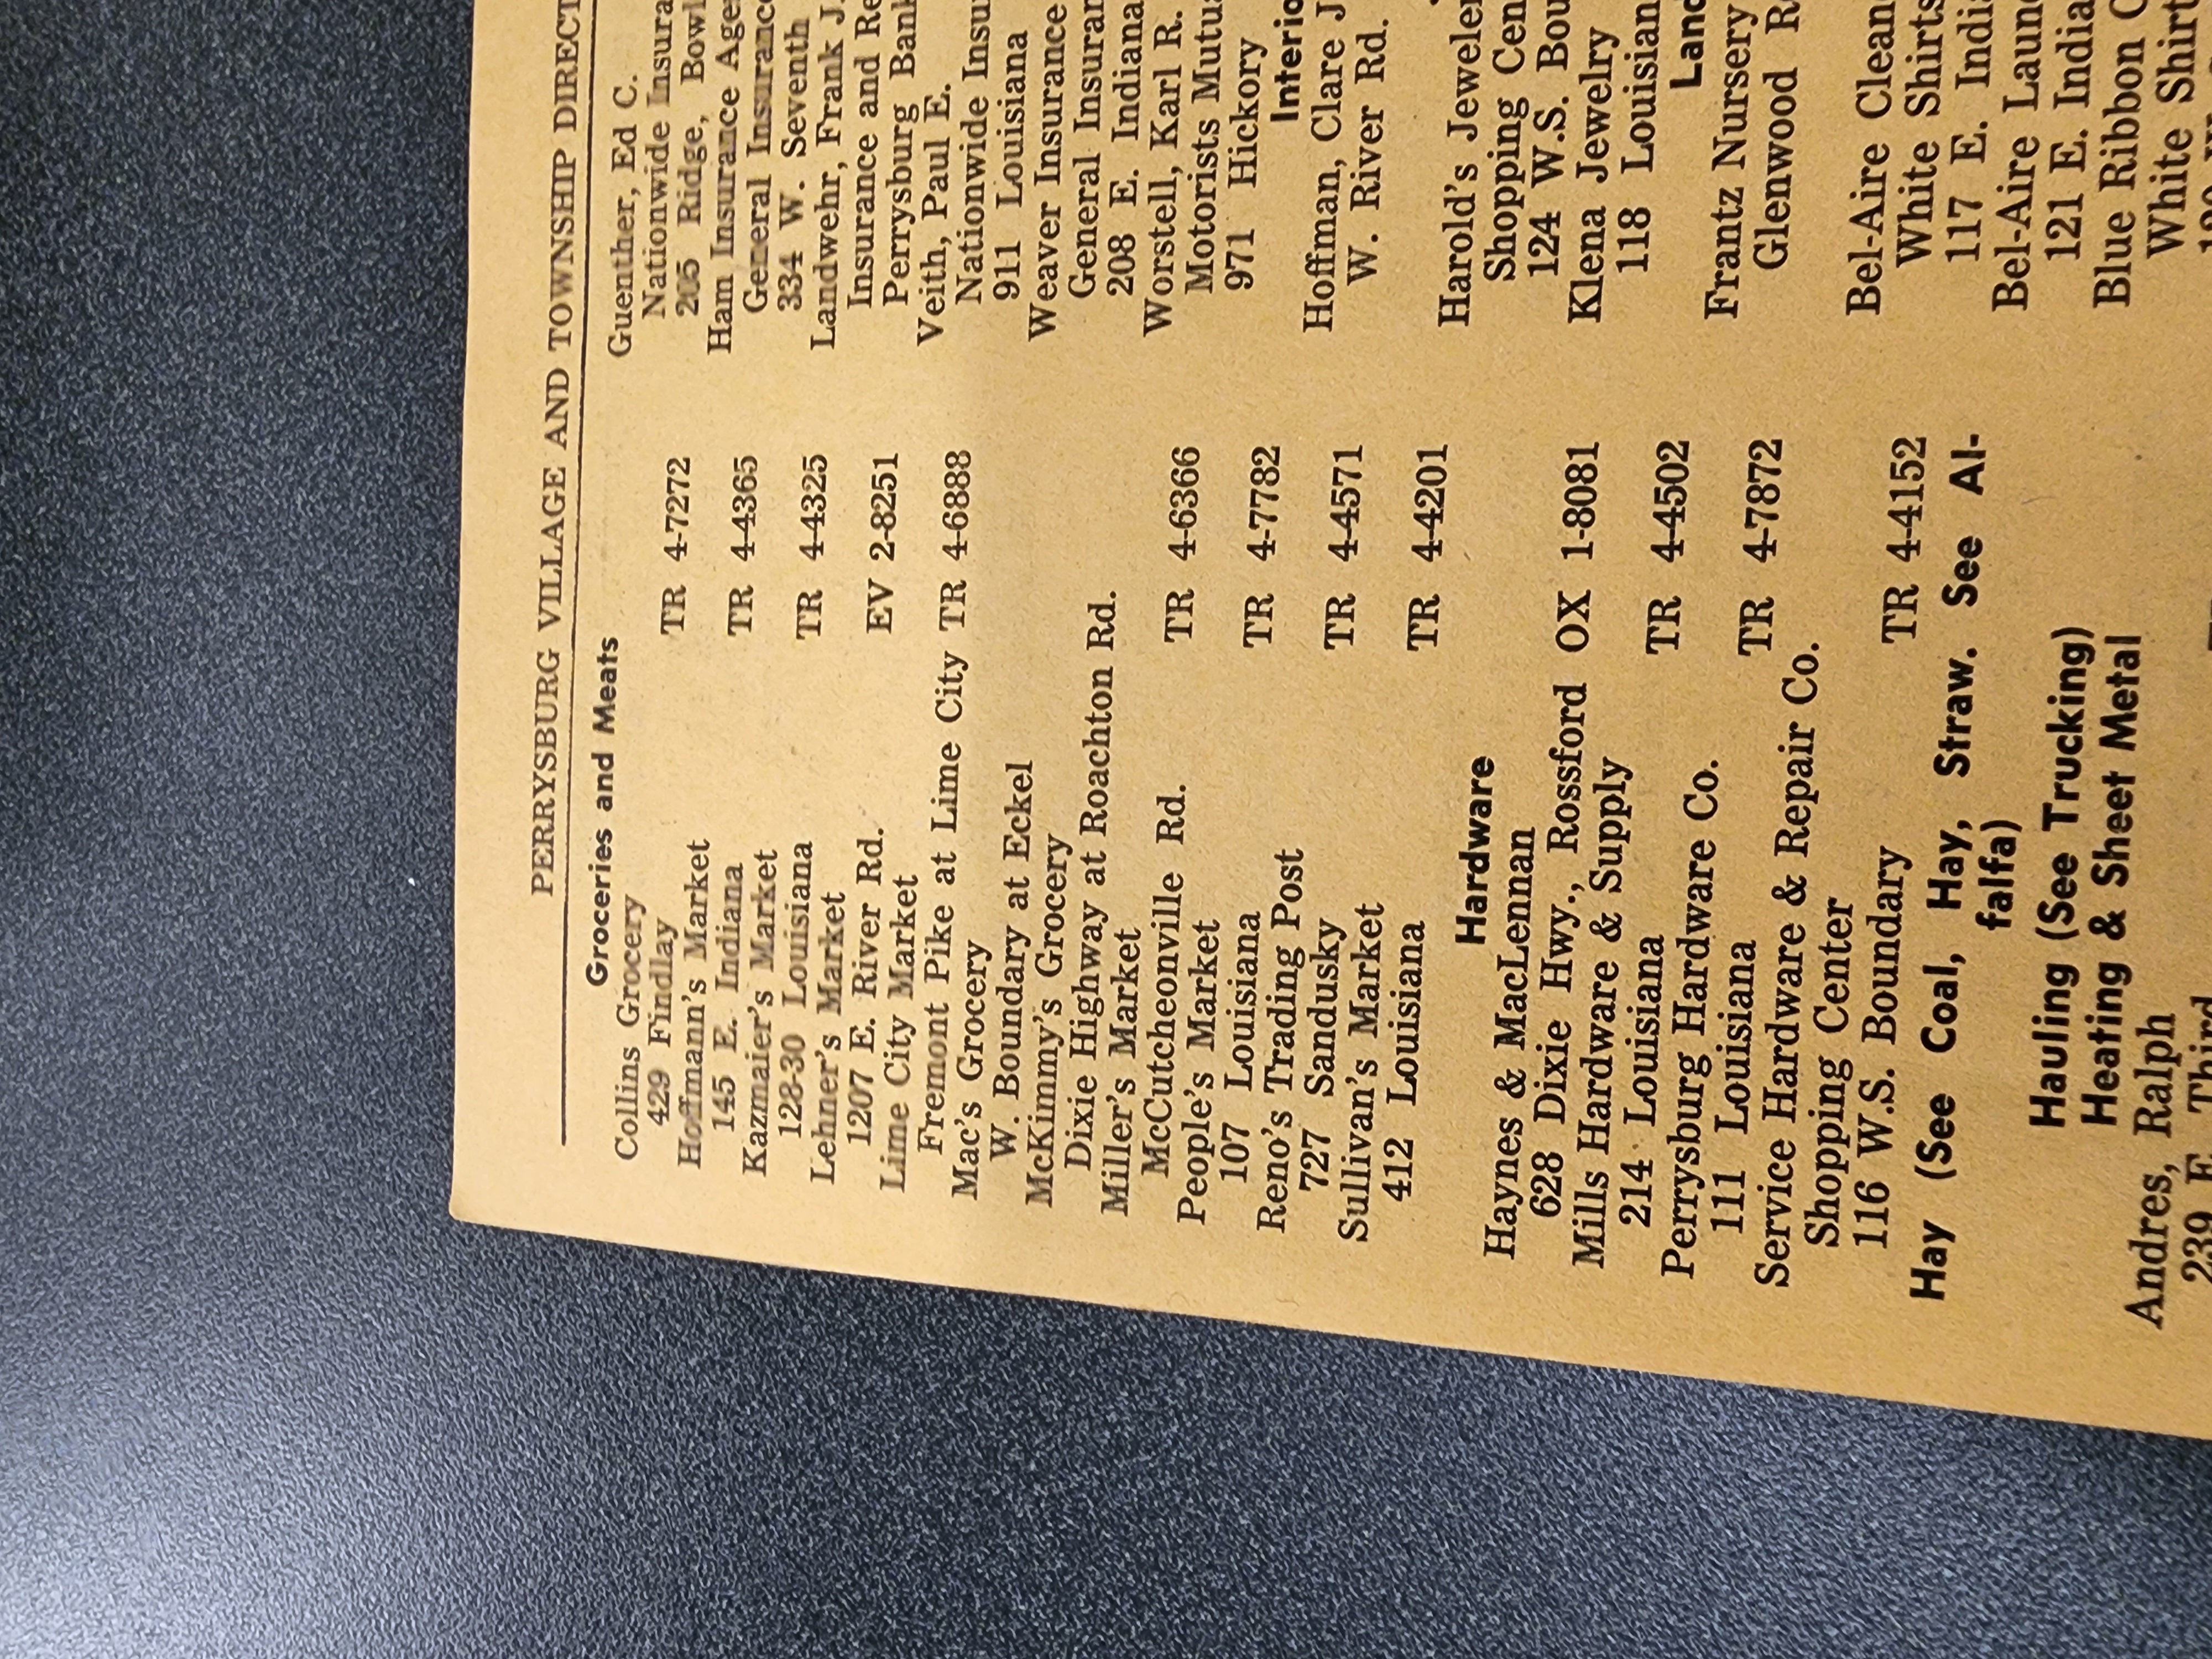 PERRYSBURG VILLAGE AND TOWNSHIP
Groceries and Meats
Collins Grocery
429 Findlay TR 4-7272
Hoffmann's Market
145 E. Indiana TR 4-4365
Kazmaier's Market
128-30 Louisiana TR 4-4325
Lehner's Market
1207 E. River Rd. EV 2-8251
Lime City Market
Fremont Pike at Lime City TR 4-6888
Mac's Grocery
W. Boundary at Eckel
McKimmy's Grocery
Dixie Highway at Roachton Rd.
Miller's Market
McCutcheonville Rd. TR 4-6366
People's Market
107 Louisiana TR 4-7782
Reno's Trading Post
727 Sandusky TR 4-4571
Sullivan's Market
412 Louisiana TR 4-4201
Hardware
Haynes & MacLennan
628 Dixie Hwy., Rossford OX 1-8081
Mills Hardware & Supply
214 Louisiana TR 4-4502
Perrysburg Hardware Co.
111 Louisiana TR 4-7872
Service Hardware & Repair Co.
Shopping Center
116 W.S. Boundary TR 4-4152
Hay (See Coal, Hay, Straw. See Al-
falfa)
Hauling (See Trucking)
Heating & Sheet Metal
Andres, Ralph
239 E. Third
Guenther, Ed C.
Nationwide
205 Ridge,
Ham Insurance
General Insurance
334 W. Seventh
Landwehr, Frank J.
Insurance and
Perrysburg
Veith, Paul E.
Nationwide
911 Louisiana
Weaver Insurance
General
208 E. Indiana
Worstell, Karl R.
Motorists
971 Hickory
Hoffman, Clare
W. River Rd.
Harold's
Shopping
124 W.S.
Klena Jewelry
118
Frantz Nursery
Glenwood
Bel-Aire
White Shirts
117 E.
Bel-Aire
121 E.
Blue Ribbon
White